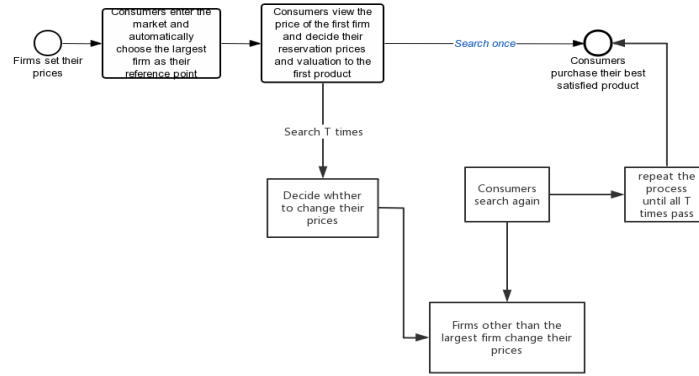 Consumers enter the
market and
automatically
choose the largest
firm as their
reference point
Consumers view the
price of the first firm
and decide their
reservation prices
and valuation to the
first product
Search once
Firms set their
prices
Consumers
purchase their best
satisfied product
Search T times
Decide whther
to change their
prices
Consumers
search again
repeat the
process
until all T
times pass
Firms other than the
largest firm change their
prices